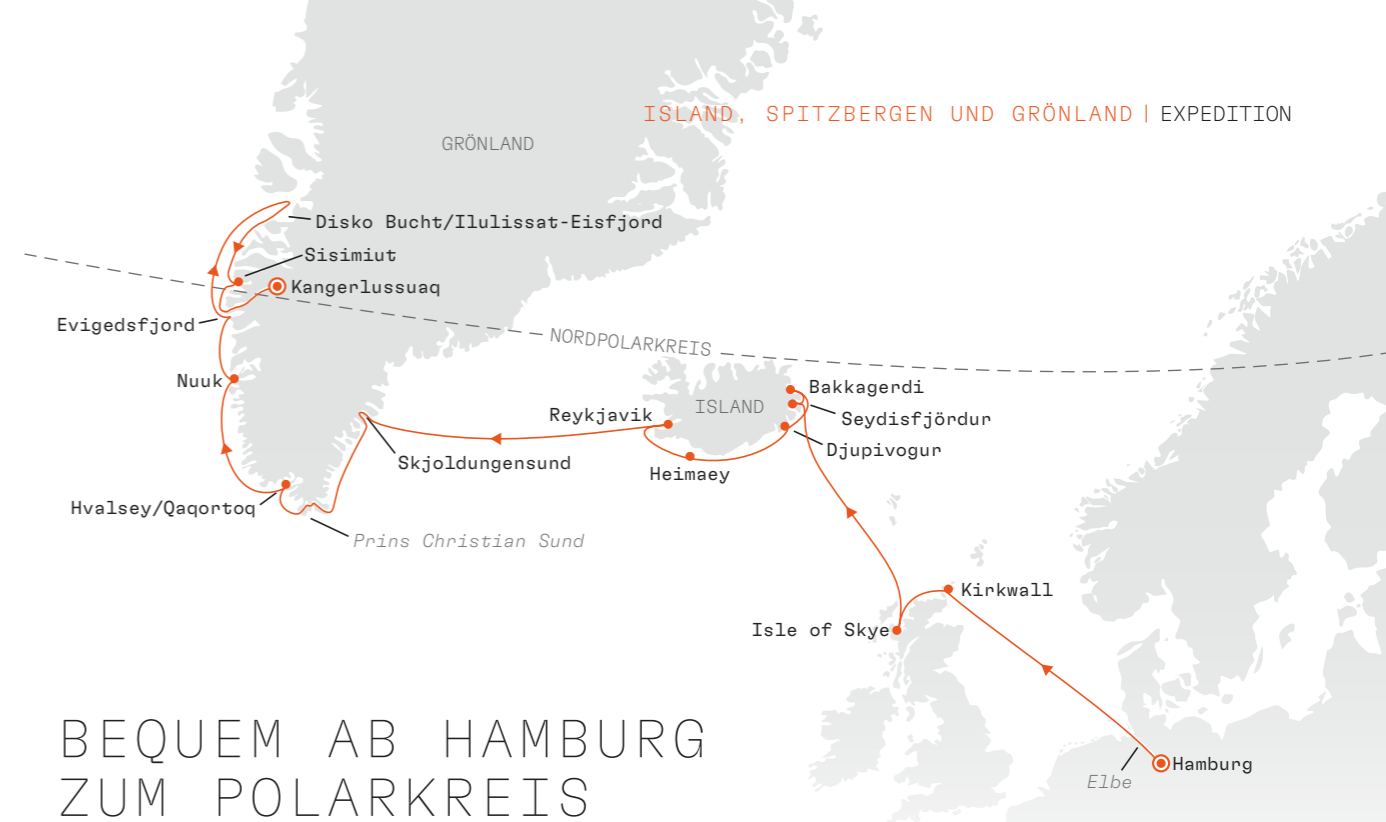 ISLAND, SPITZBERGEN UND GRÖNLAND | EXPEDITION
GRÖNLAND
Disko Bucht/Ilulissat-Eisfjord
Sisimiut
Kangerlussuaq
Evigedsfjord
NORDPOLARKREIS
Nuuk
Bakkagerdi
ISLAND
Reykjavik
Seydisfjördur
Djupivogur
Skjoldungensund
Heimaey
Hvalsey/Qaqortoq
Prins Christian Sund
Kirkwall
Isle of Skye
BEQUEM AB HAMBURG
ZUM POLARKREIS
Hamburg
Elbe